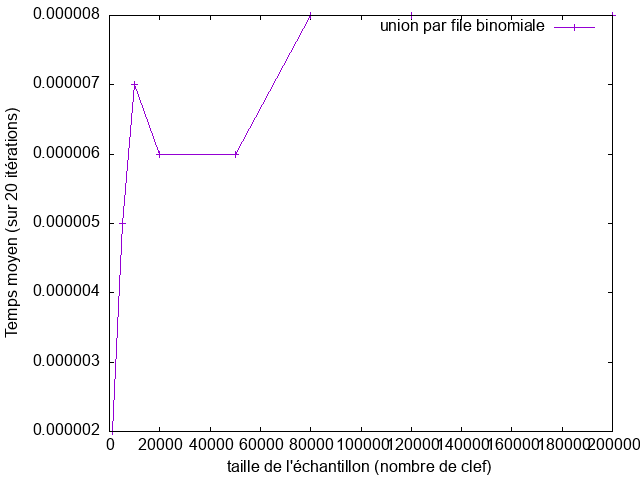 0.000008
0.000007
0.000006
0.000005
0.000004
0.000003
0.000002
Temps moyen (sur 20 itérations)
union par file binomiale
0 20000 40000 60000 80000 100000 120000 140000 160000 180000 200000
taille de l'échantillon (nombre de clef)